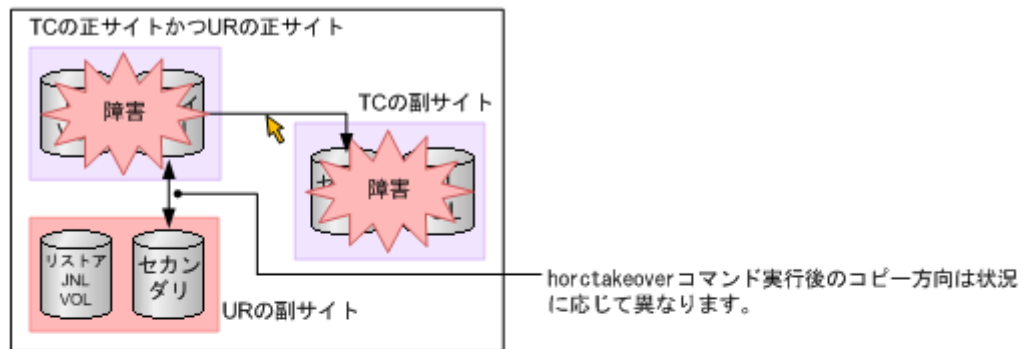 TCの正サイトかつURの正サイト
障害
TCの副サイト
障害
リストア
JNL
VOL
セカン
ダリ
URの副サイト
horctakeoverコマンド実行後のコピー方向は状況
に応じて異なります。